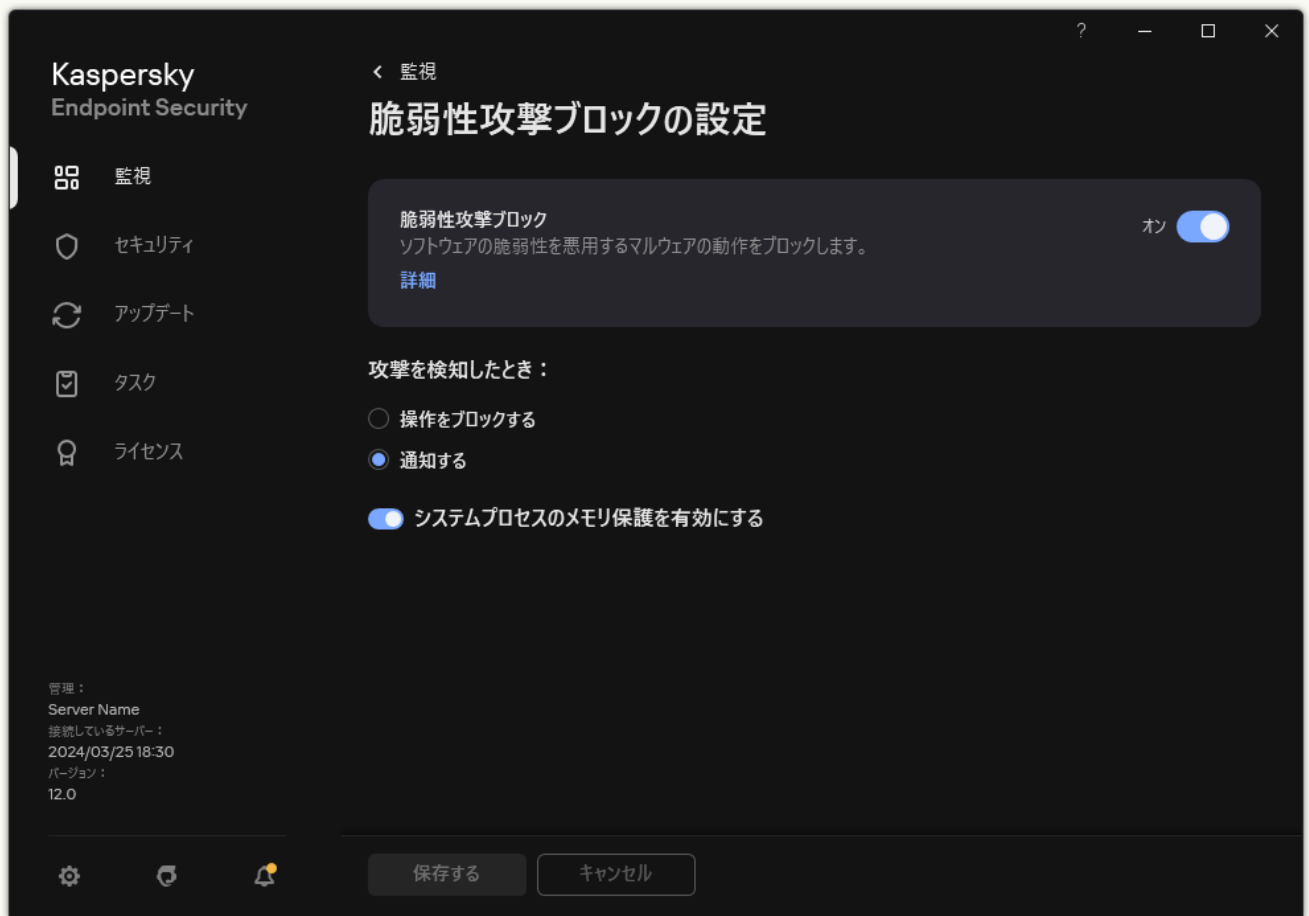 ?
Kaspersky
Endpoint Security
監視
セキュリティ
アップデート
タスク
ライセンス
管理：
Server Name
接続しているサーバー：
2024/03/25 18:30
バージョン：
12.0
監視
脆弱性攻撃ブロックの設定
脆弱性攻撃ブロック
オン
ソフトウェアの脆弱性を悪用するマルウェアの動作をブロックします。
詳細
攻撃を検知したとき：
操作をブロックする
通知する
システムプロセスのメモリ保護を有効にする
保存する
キャンセル